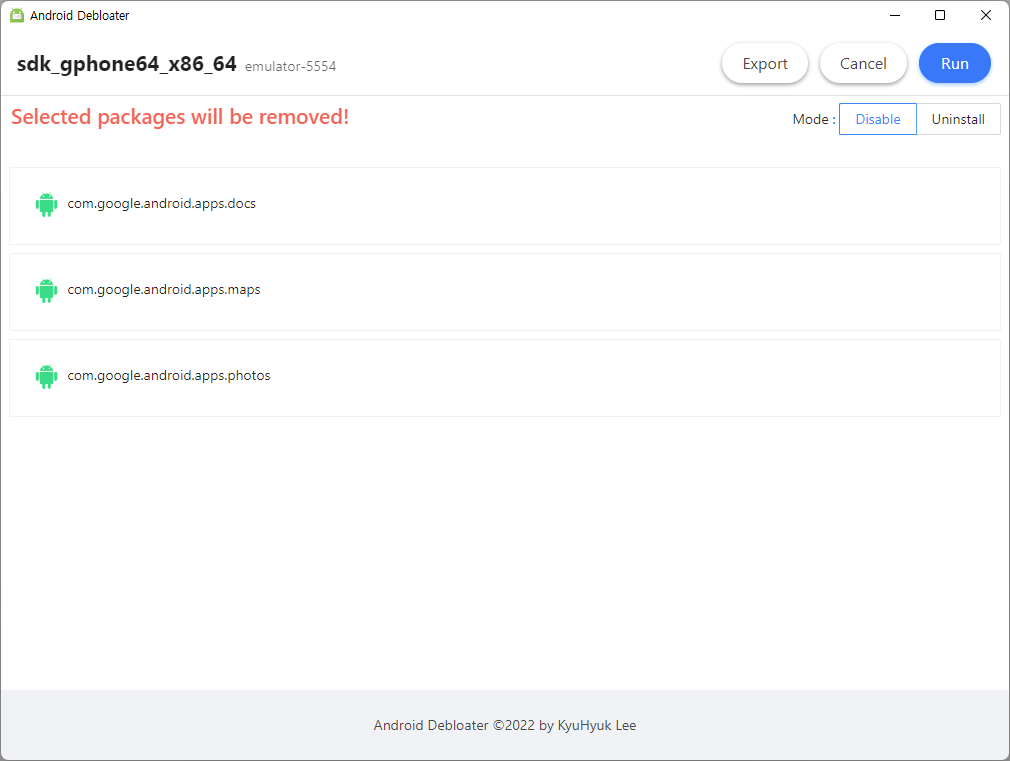 Android Debloater
sdk_gphone64_x86_64 emulator-5554 Export Cancel Run
Selected packages will be removed! Mode : Disable Uninstall
com.google.android.apps.docs
com.google.android.apps.maps
com.google.android.apps.photos
Android Debloater ©2022 by KyuHyuk Lee